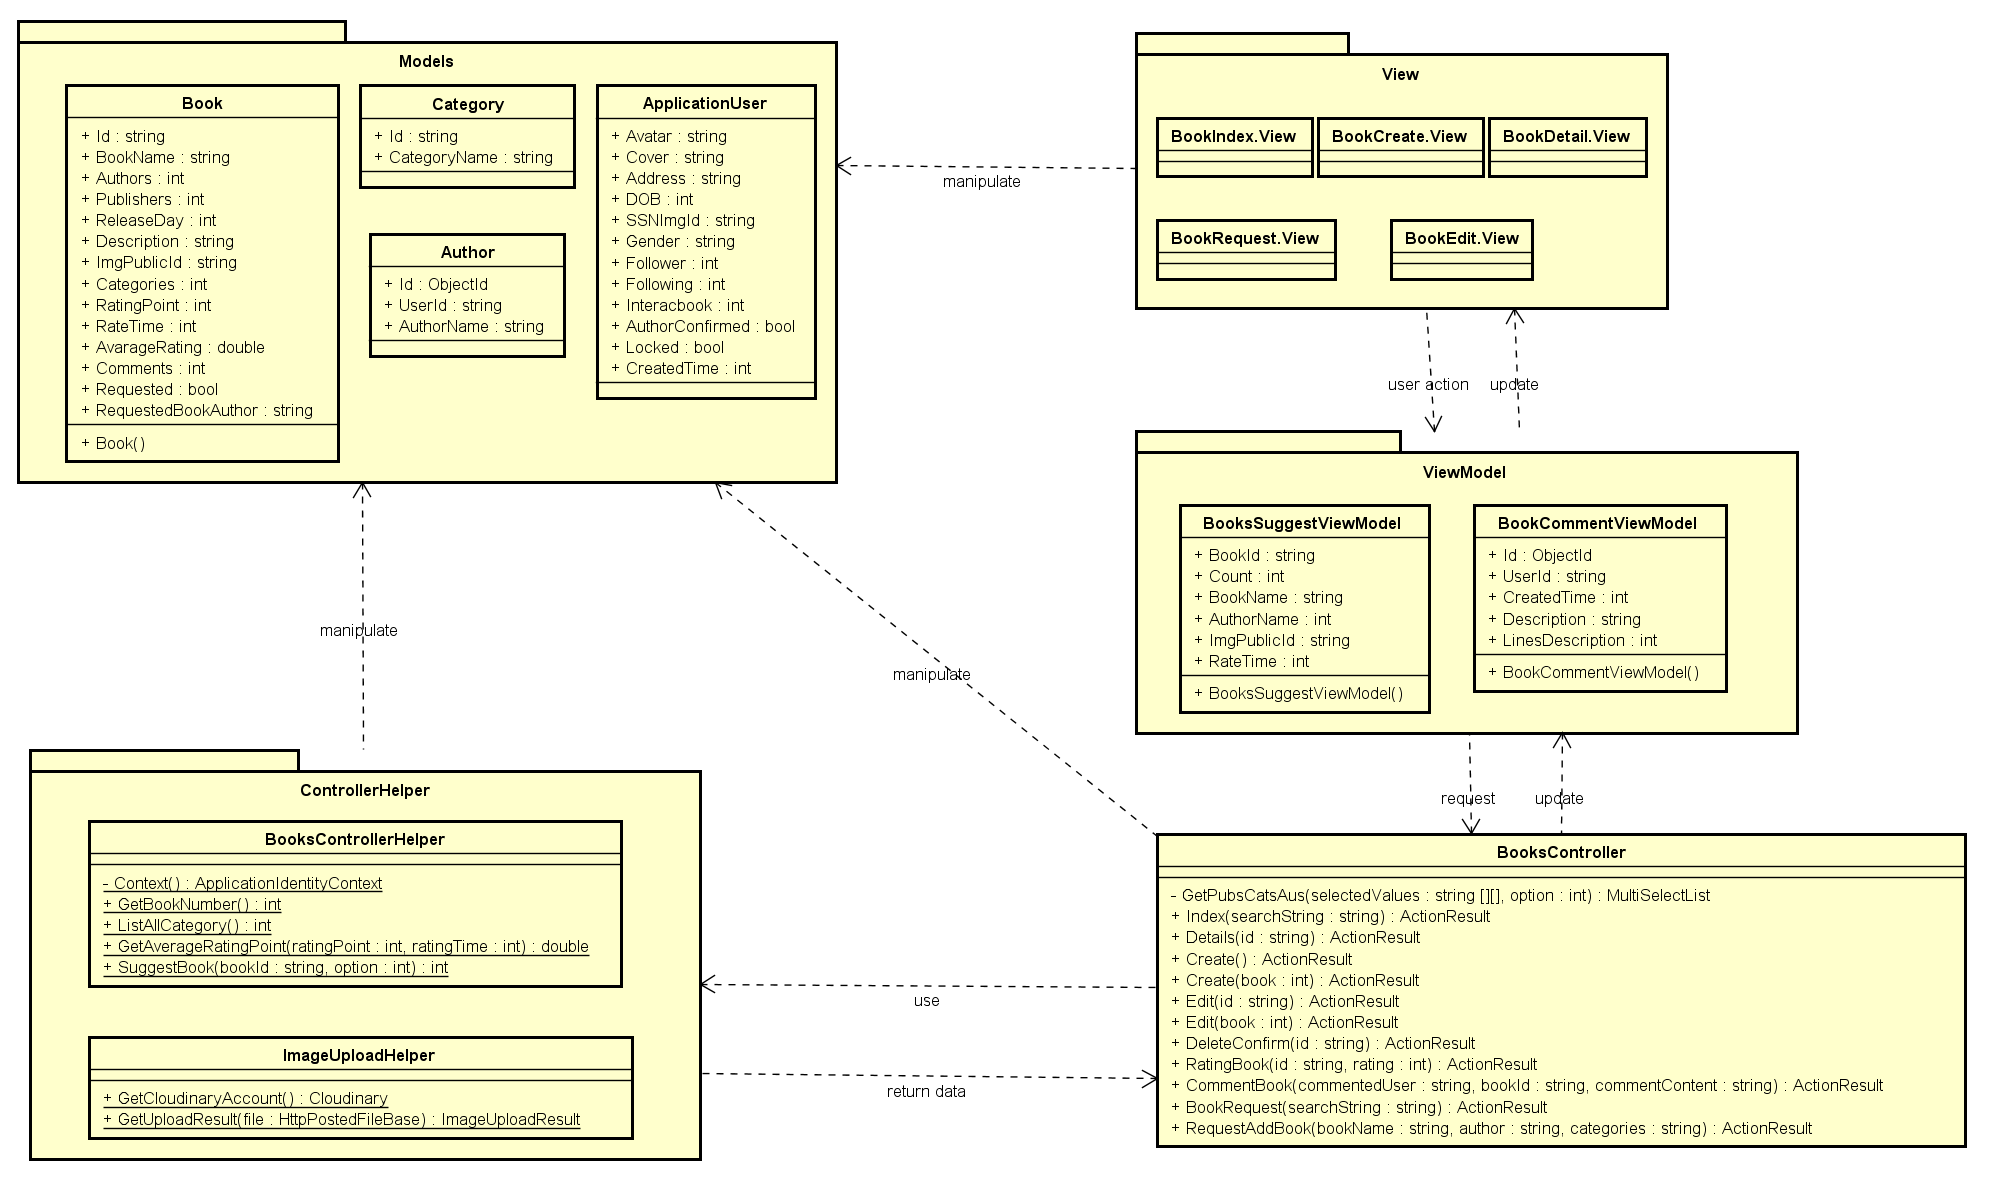 Models
Book
+ Id : string
+ BookName : string
+ Authors : int
+ Publishers : int
+ ReleaseDay : int
+ Description : string
+ ImgPublicId : string
+ Categories : int
+ RatingPoint : int
+ RateTime : int
+ AvarageRating : double
+ Comments : int
+ Requested : bool
+ RequestedBookAuthor : string
+ Book()
Category
+ Id : string
+ CategoryName : string
Author
+ Id : ObjectId
+ UserId : string
+ AuthorName : string
ApplicationUser
+ Avatar : string
+ Cover : string
+ Address : string
+ DOB : int
+ SSNImgId : string
+ Gender : string
+ Follower : int
+ Following : int
+ Interacbook : int
+ AuthorConfirmed : bool
+ Locked : bool
+ CreatedTime : int
manipulate
View
BookIndex.View
BookCreate.View
BookDetail.View
BookRequest.View
BookEdit.View
user action
update
ViewModel
BooksSuggestViewModel
+ BookId : string
+ Count : int
+ BookName : string
+ AuthorName : int
+ ImgPublicId : string
+ RateTime : int
+ BooksSuggestViewModel()
BookCommentViewModel
+ Id : ObjectId
+ UserId : string
+ CreatedTime : int
+ Description : string
+ LinesDescription : int
+ BookCommentViewModel()
manipulate
manipulate
request
update
ControllerHelper
BooksControllerHelper
- Context() : ApplicationIdentityContext
+ GetBookNumber() : int
+ ListAllCategory() : int
+ GetAverageRatingPoint(ratingPoint : int, ratingTime : int) : double
+ SuggestBook(bookId : string, option : int) : int
ImageUploadHelper
+ GetCloudinaryAccount() : Cloudinary
+ GetUploadResult(file : HttpPostedFileBase) : ImageUploadResult
use
return data
BooksController
- GetPubsCatsAus(selectedValues : string [][], option : int) : MultiSelectList
+ Index(searchString : string) : ActionResult
+ Details(id : string) : ActionResult
+ Create() : ActionResult
+ Create(book : int) : ActionResult
+ Edit(id : string) : ActionResult
+ Edit(book : int) : ActionResult
+ DeleteConfirm(id : string) : ActionResult
+ RatingBook(id : string, rating : int) : ActionResult
+ CommentBook(commentedUser : string, bookId : string, commentContent : string) : ActionResult
+ BookRequest(searchString : string) : ActionResult
+ RequestAddBook(bookName : string, author : string, categories : string) : ActionResult